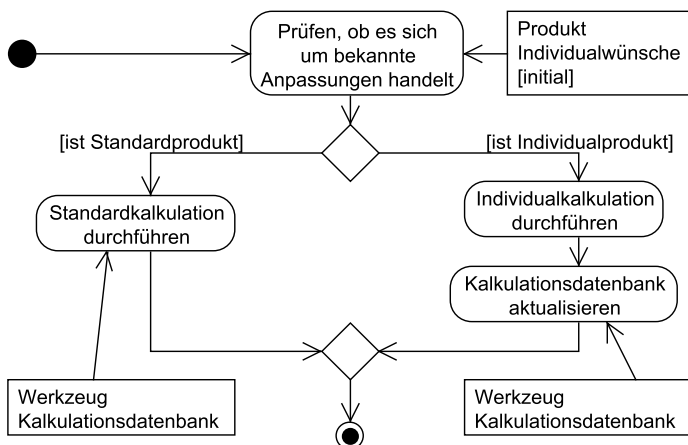 Prüfen, ob es sich
um bekannte
Anpassungen handelt
Produkt
Individualwünsche
[initial]
[ist Standardprodukt]
[ist Individualprodukt]
Standardkalkulation
durchführen
Individualkalkulation
durchführen
Kalkulationsdatenbank
aktualisieren
Werkzeug
Kalkulationsdatenbank
Werkzeug
Kalkulationsdatenbank